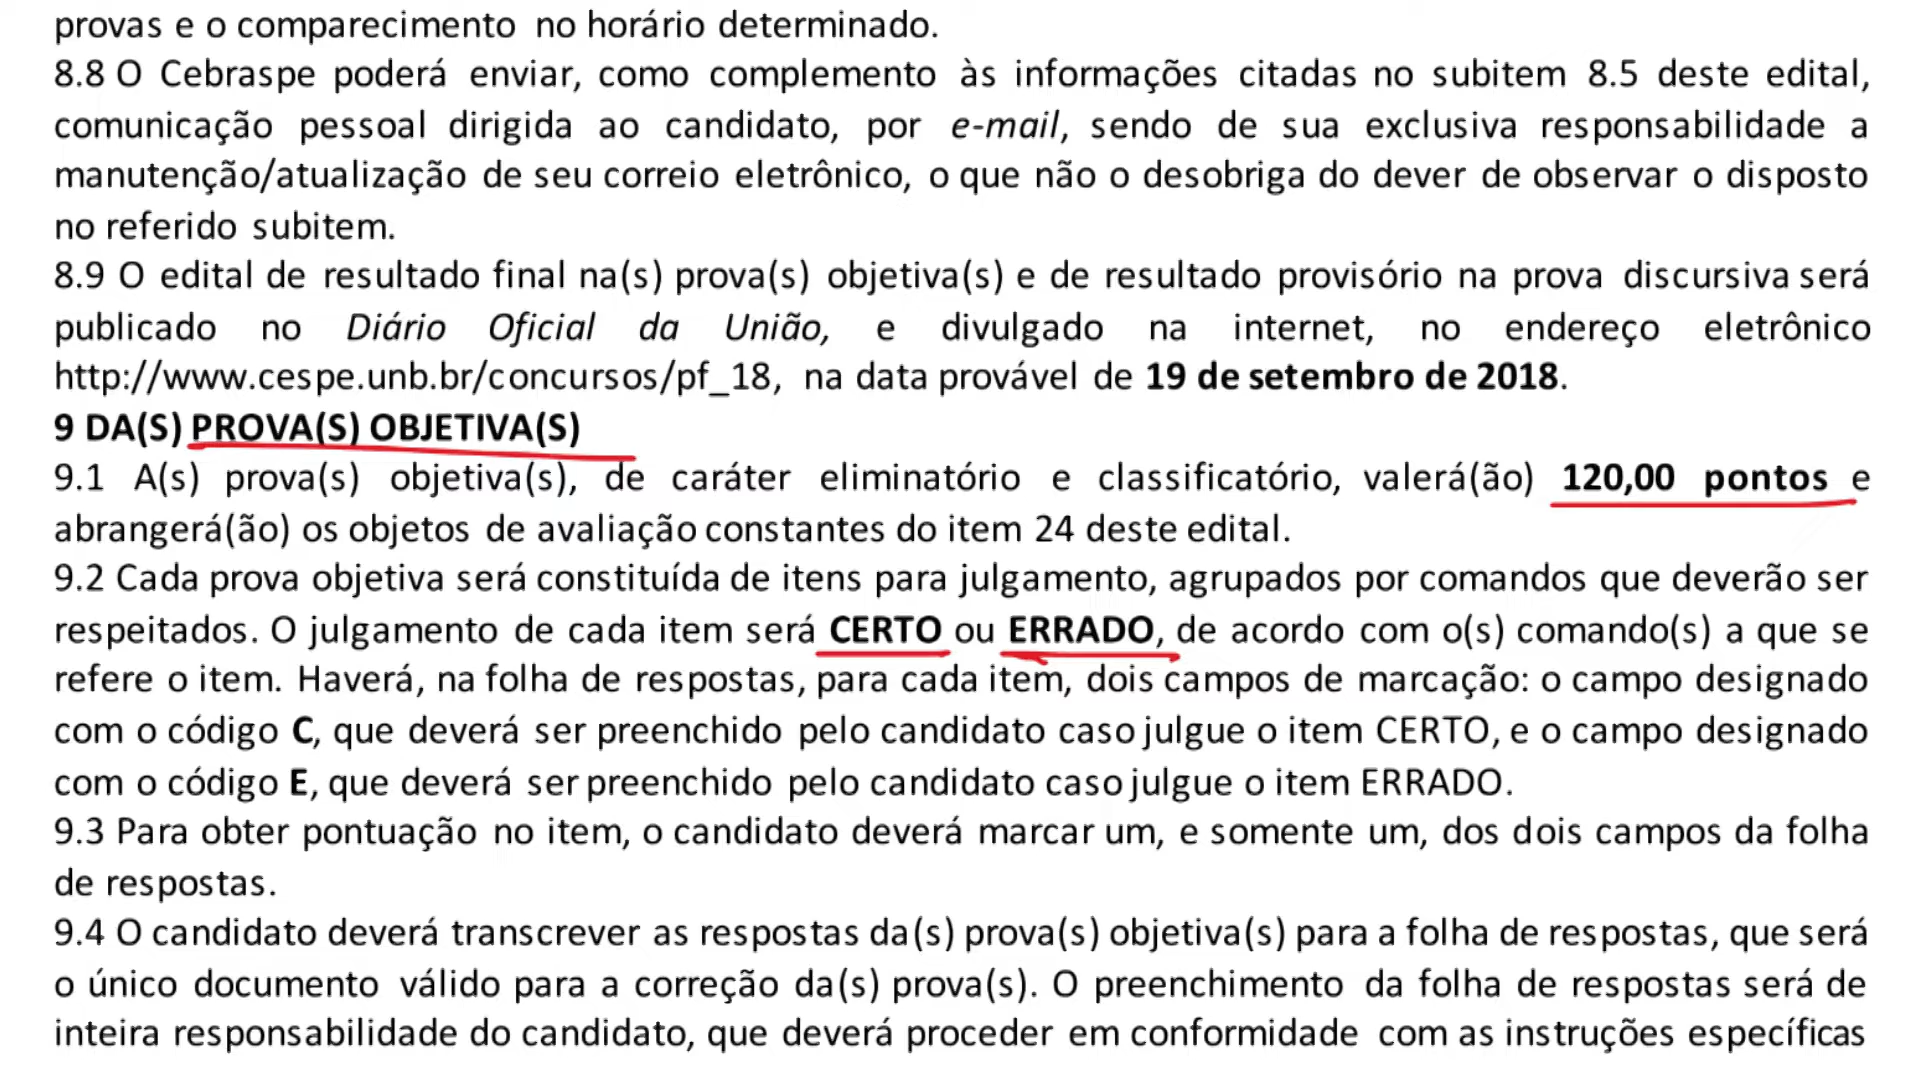 provas e o comparecimento no horário determinado.
8.8 O Cebraspe poderá enviar, como complemento às informações citadas no subitem 8.5 deste edital,
comunicação pessoal dirigida ao candidato, por e-mail, sendo de sua exclusiva responsabilidade a
manutenção/atualização de seu correio eletrônico, o que não o desobriga do dever de observar o disposto
no referido subitem.
8.9 O edital de resultado final na(s) prova(s) objetiva(s) e de resultado provisório na prova discursiva será
publicado no Diário Oficial da União, e divulgado na internet, no endereço eletrônico
http://www.cespe.unb.br/concursos/pf_18, na data provável de 19 de setembro de 2018.
9 DA(S) PROVA(S) OBJETIVA(S)
9.1 A(s) prova(s) objetiva(s), de caráter eliminatório e classificatório, valerá(ão) 120,00 pontos e
abrangerá(ão) os objetos de avaliação constantes do item 24 deste edital.
9.2 Cada prova objetiva será constituída de itens para julgamento, agrupados por comandos que deverão ser
respeitados. O julgamento de cada item será CERTO ou ERRADO, de acordo com o(s) comando(s) a que se
refere o item. Haverá, na folha de respostas, para cada item, dois campos de marcação: o campo designado
com o código C, que deverá ser preenchido pelo candidato caso julgue o item CERTO, e o campo designado
com o código E, que deverá ser preenchido pelo candidato caso julgue o item ERRADO.
9.3 Para obter pontuação no item, o candidato deverá marcar um, e somente um, dos dois campos da folha
de respostas.
9.4 O candidato deverá transcrever as respostas da(s) prova(s) objetiva(s) para a folha de respostas, que será
o único documento válido para a correção da(s) prova(s). O preenchimento da folha de respostas será de
inteira responsabilidade do candidato, que deverá proceder em conformidade com as instruções específicas